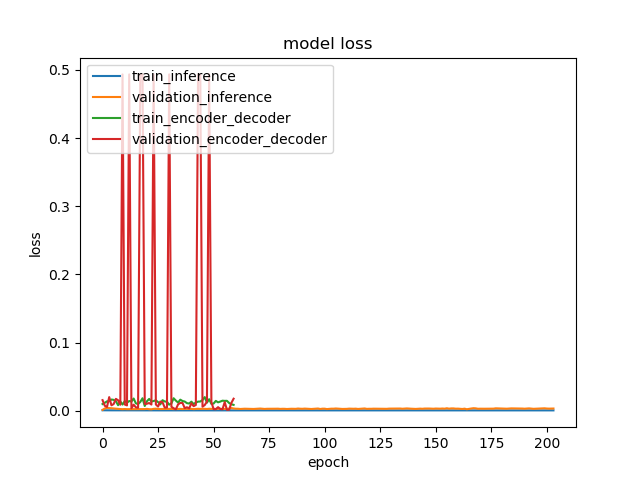 model loss
train_inference
validation_inference
train_encoder_decoder
validation_encoder_decoder
0.5
0.4
0.3
0.2
0.1
0.0
loss
0 25 50 75 100 125 150 175 200
epoch